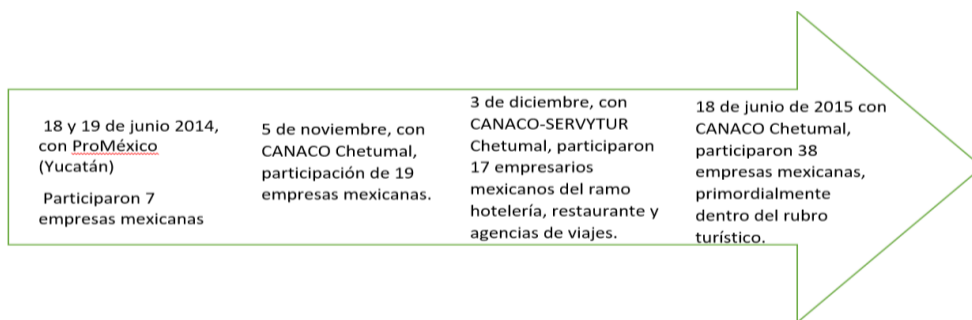 18 y 19 de junio 2014,
con ProMéxico
(Yucatán)
Participaron 7
empresas mexicanas
5 de noviembre, con
CANACO Chetumal,
participación de 19
empresas mexicanas.
3 de diciembre, con
CANACO-SERVYTUR
Chetumal, participaron
17 empresarios
mexicanos del ramo
hotelería, restaurante y
agencias de viajes.
18 de junio de 2015 con
CANACO Chetumal,
participaron 38
empresas mexicanas,
primordialmente
dentro del rubro
turístico.